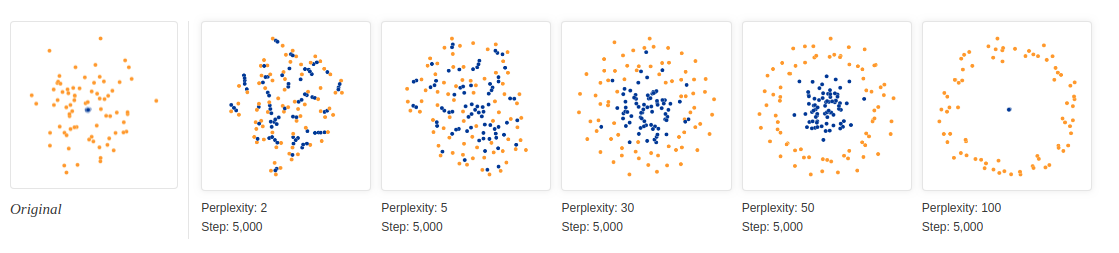 Original
Perplexity: 2
Step: 5,000
Perplexity: 5
Step: 5,000
Perplexity: 30
Step: 5,000
Perplexity: 50
Step: 5,000
Perplexity: 100
Step: 5,000